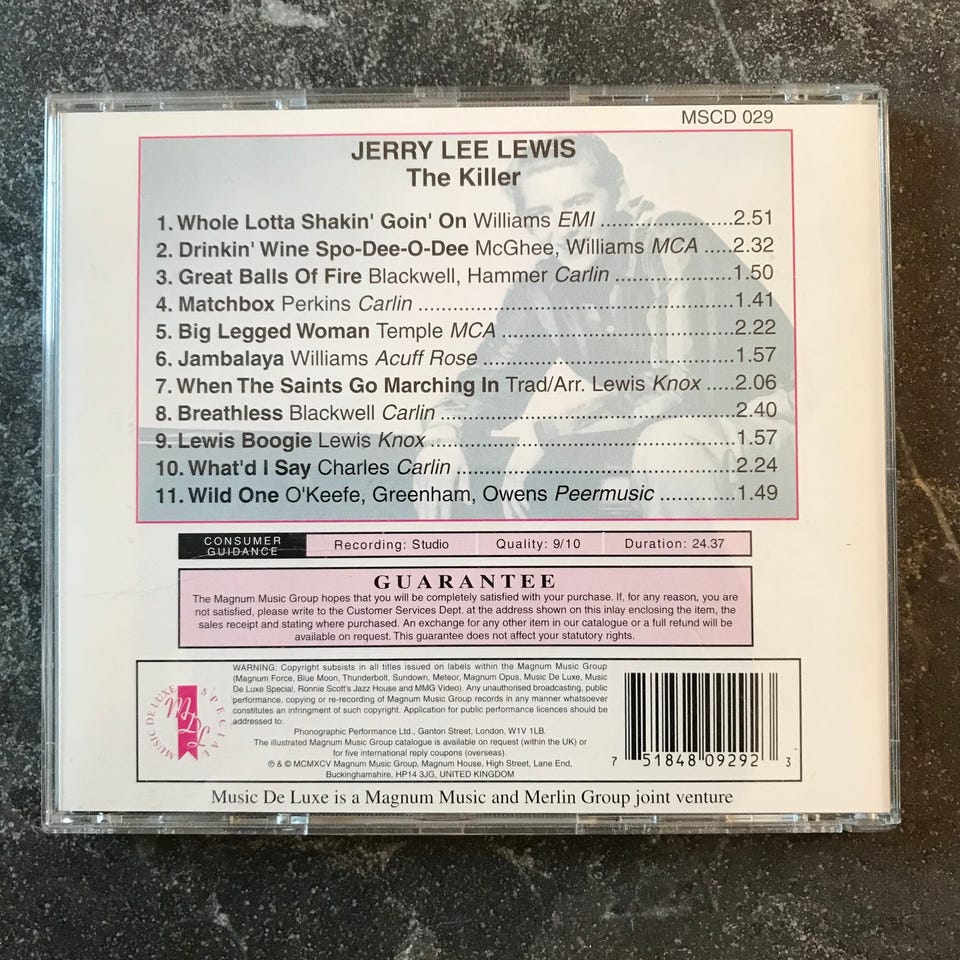 MSCD 029
JERRY LEE LEWIS
The Killer
1. Whole Lotta Shakin' Goin' On Williams EMI ......................2.51
2. Drinkin' Wine Spo-Dee-O-Dee McGhee, Williams MCA .....2.32
3. Great Balls Of Fire Blackwell, Hammer Carlin ....................1.50
4. Matchbox Perkins Carlin .....................................................1.41
5. Big Legged Woman Temple MCA .......................................2.22
6. Jambalaya Williams Acuff Rose ..........................................1.57
7. When The Saints Go Marching In Trad/Arr. Lewis Knox .....2.06
8. Breathless Blackwell Carlin .................................................2.40
9. Lewis Boogie Lewis Knox ...................................................1.57
10. What'd I Say Charles Carlin ..............................................2.24
11. Wild One O'Keefe, Greenham, Owens Peermusic .............1.49
CONSUMER GUIDANCE Recording: Studio Quality: 9/10 Duration: 24.37
GUARANTEE
The Magnum Music Group hopes that you will be completely satisfied with your purchase. If, for any reason, you are
not satisfied, please write to the Customer Services Dept. at the address shown on this inlay enclosing the item, the
sales receipt and stating where purchased. An exchange for any other item in our catalogue or a full refund will be
available on request. This guarantee does not affect your statutory rights.
MUSIC DE LUXE SPECIAL
WARNING: Copyright subsists in all titles issued on labels within the Magnum Music Group
(Magnum Force, Blue Moon, Thunderbolt, Sundown, Meteor, Magnum Opus, Music De Luxe, Music
De Luxe Special, Ronnie Scott's Jazz House and MMG Video). Any unauthorised broadcasting, public
performance, copying or re-recording of Magnum Music Group records in any manner whatsoever
constitutes an infringement of such copyright. Application for public performance licences should be
addressed to:
Phonographic Performance Ltd., Ganton Street, London, W1V 1LB.
The illustrated Magnum Music Group catalogue is available on request (within the UK) or
for five international reply coupons (overseas).
℗ & © MCMXCV Magnum Music Group, Magnum House, High Street, Lane End,
Buckinghamshire, HP14 3JG, UNITED KINGDOM
7 51848 09292 3
Music De Luxe is a Magnum Music and Merlin Group joint venture